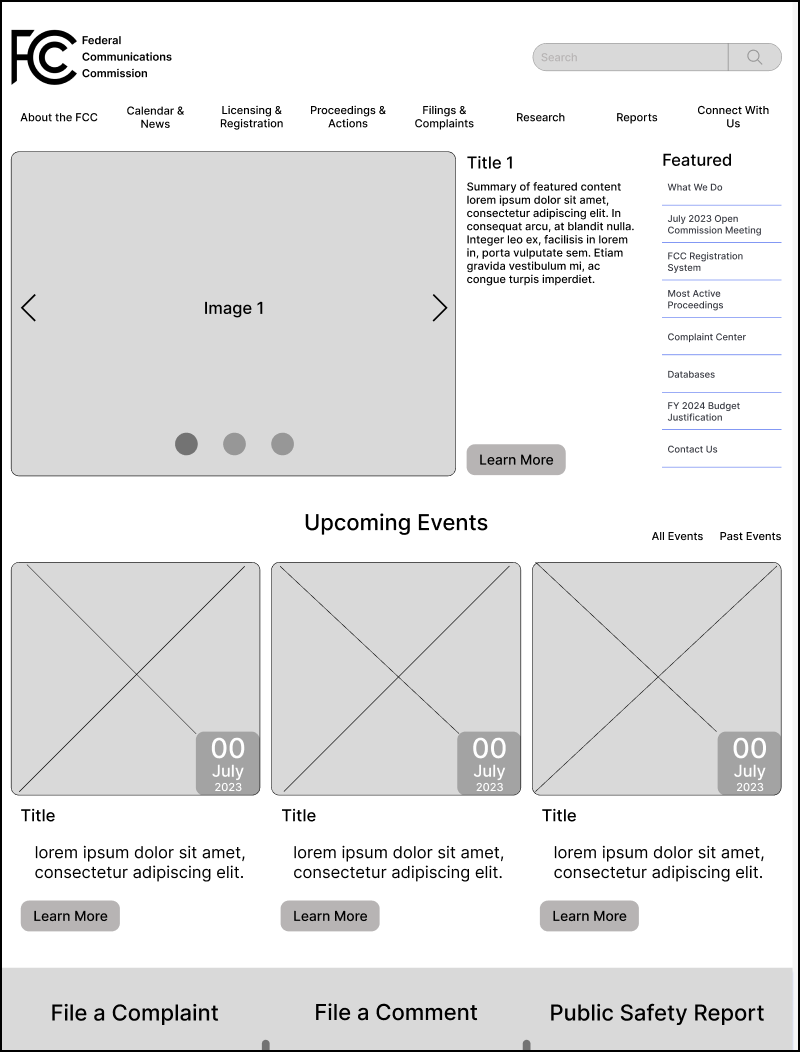 FCC
Federal
Communications
Commission
Search
About the FCC
Calendar &
News
Licensing &
Registration
Proceedings &
Actions
Filings &
Complaints
Research
Reports
Connect With
Us
Image 1
Title 1
Summary of featured content
lorem ipsum dolor sit amet,
consectetur adipiscing elit. In
consequat arcu, at blandit nulla.
Integer leo ex, facilisis in lorem
in, porta vulputate sem. Etiam
gravida vestibulum mi, ac
congue turpis imperdiet.
Learn More
Featured
What We Do
July 2023 Open
Commission Meeting
FCC Registration
System
Most Active
Proceedings
Complaint Center
Databases
FY 2024 Budget
Justification
Contact Us
Upcoming Events
All Events
Past Events
00
July
2023
Title
lorem ipsum dolor sit amet,
consectetur adipiscing elit.
Learn More
00
July
2023
Title
lorem ipsum dolor sit amet,
consectetur adipiscing elit.
Learn More
00
July
2023
Title
lorem ipsum dolor sit amet,
consectetur adipiscing elit.
Learn More
File a Complaint
File a Comment
Public Safety Report